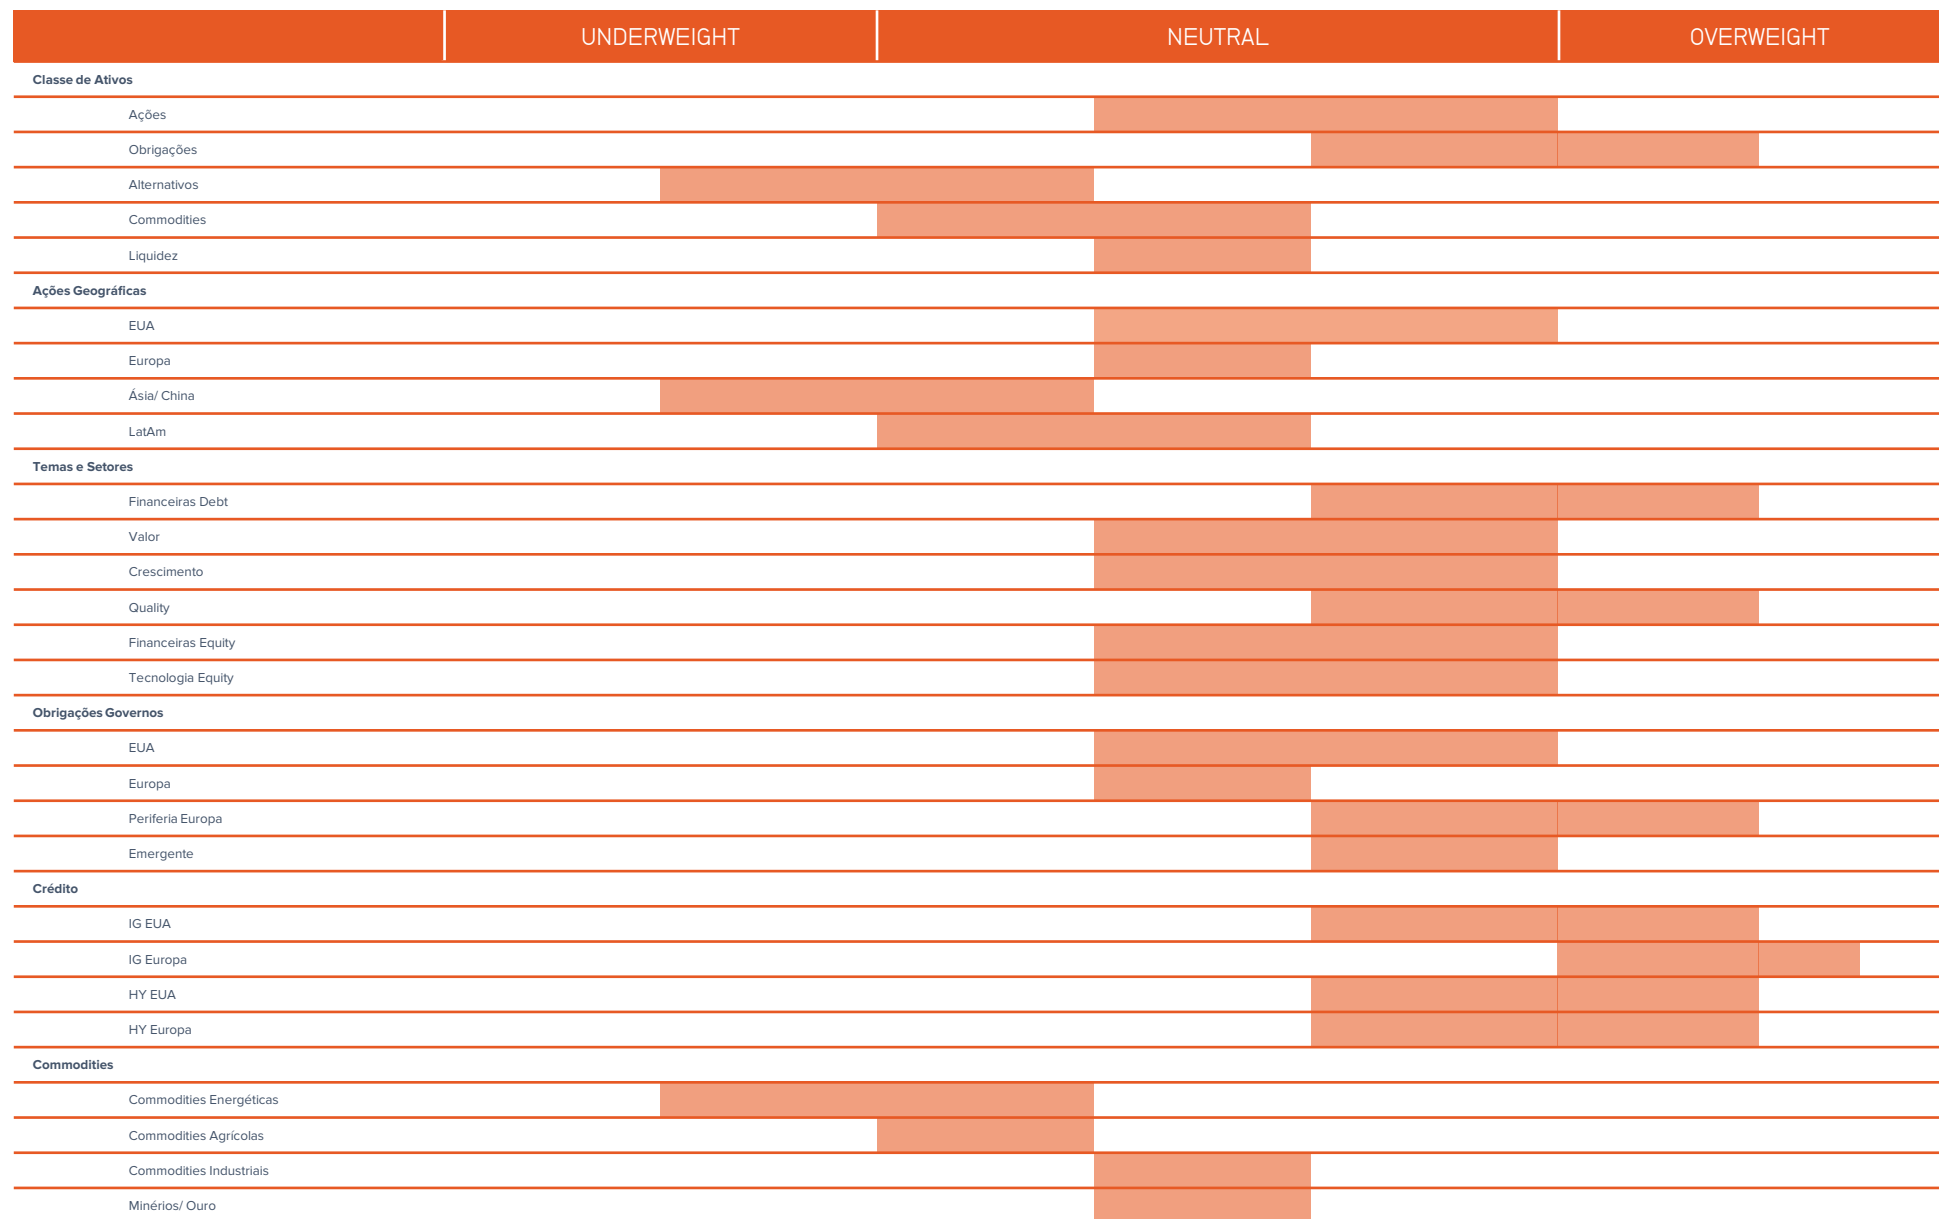 UNDERWEIGHT NEUTRAL OVERWEIGHT
Classe de Ativos
Ações
Obrigações
Alternativos
Commodities
Liquidez
Ações Geográficas
EUA
Europa
Ásia/ China
LatAm
Temas e Setores
Financeiras Debt
Valor
Crescimento
Quality
Financeiras Equity
Tecnologia Equity
Obrigações Governos
EUA
Europa
Periferia Europa
Emergente
Crédito
IG EUA
IG Europa
HY EUA
HY Europa
Commodities
Commodities Energéticas
Commodities Agrícolas
Commodities Industriais
Minérios/ Ouro